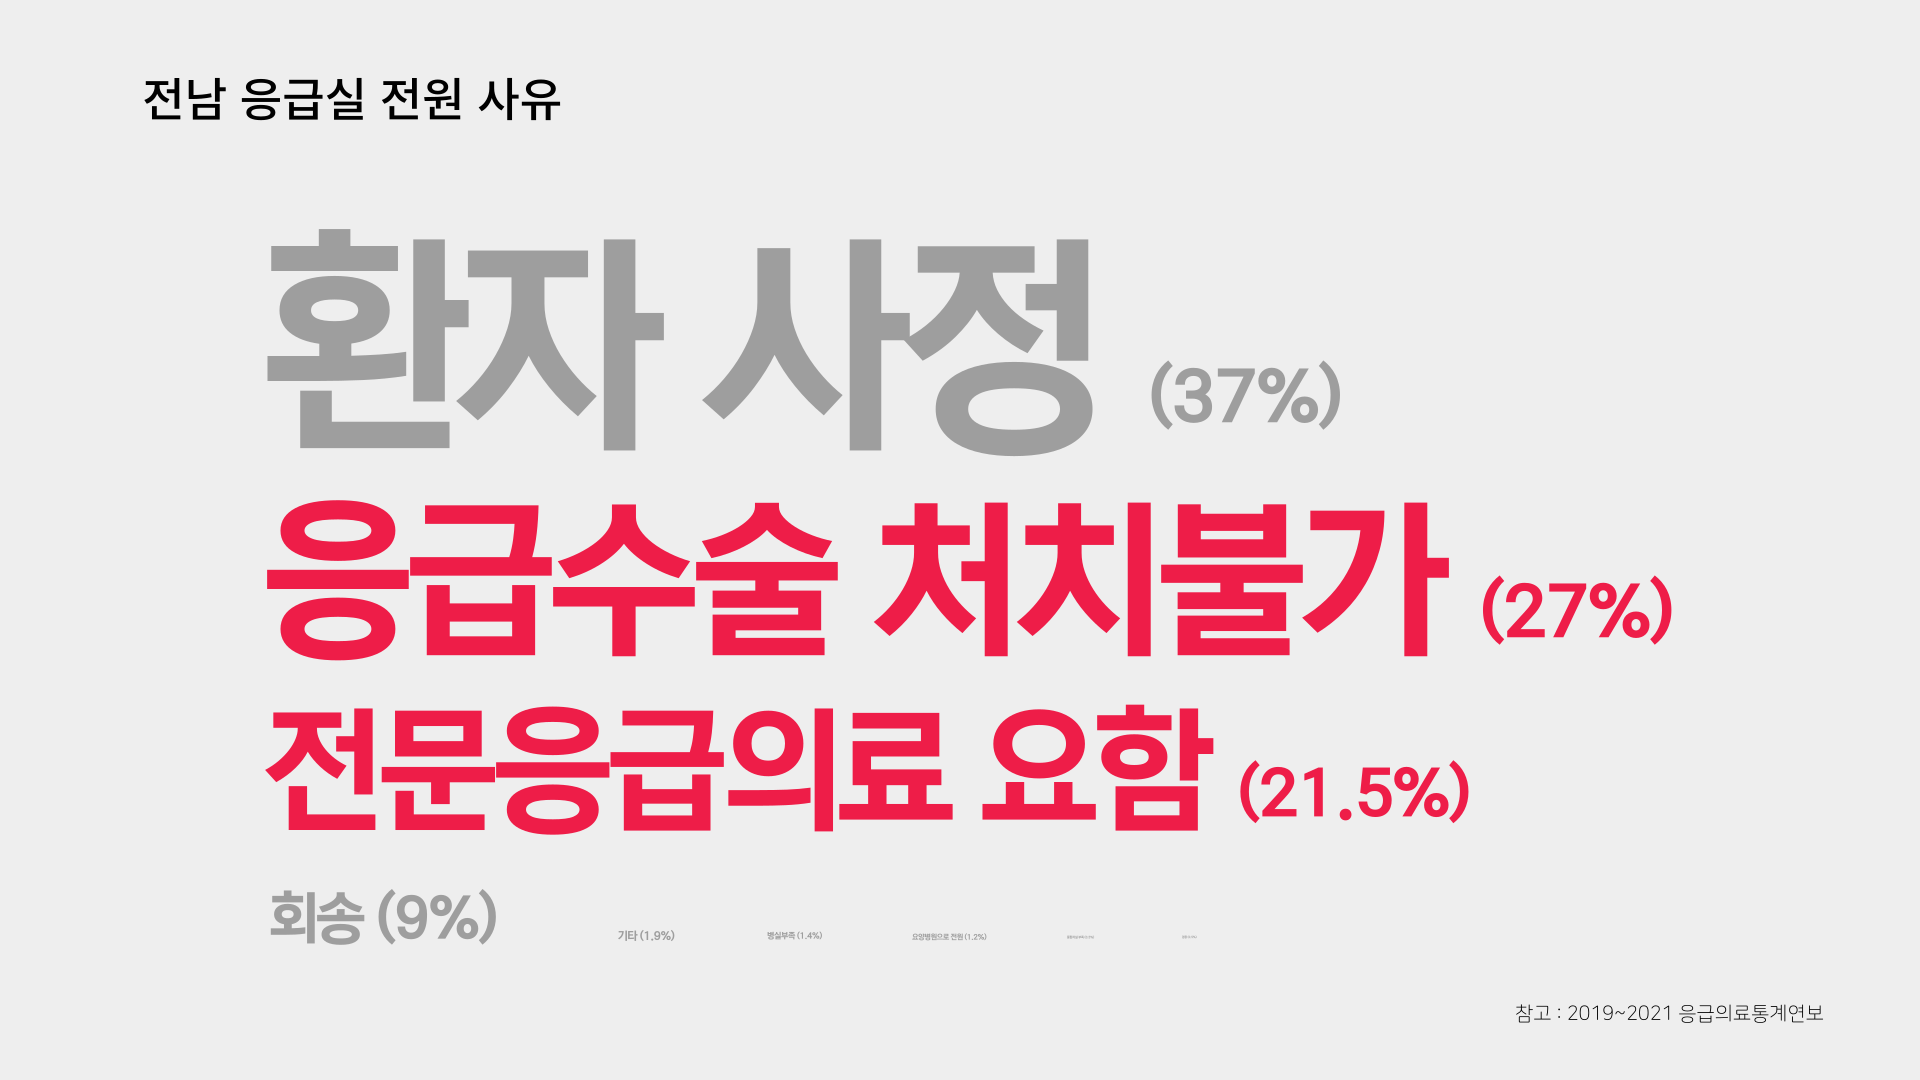 전남 응급실 전원 사유
환자 사정 (37%)
응급수술 처치불가 (27%)
전문응급의료 요함 (21.5%)
회송 (9%) 기타 (1.9%) 병실부족 (1.4%) 요양병원으로 전원 (1.2%)
참고 : 2019~2021 응급의료통계연보